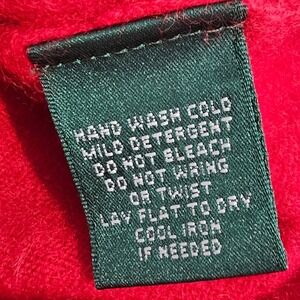 HAND WASH COLD
MILD DETERGENT
DO NOT BLEACH
DO NOT WRING
OR TWIST
LAY FLAT TO DRY
COOL IRON
IF NEEDED